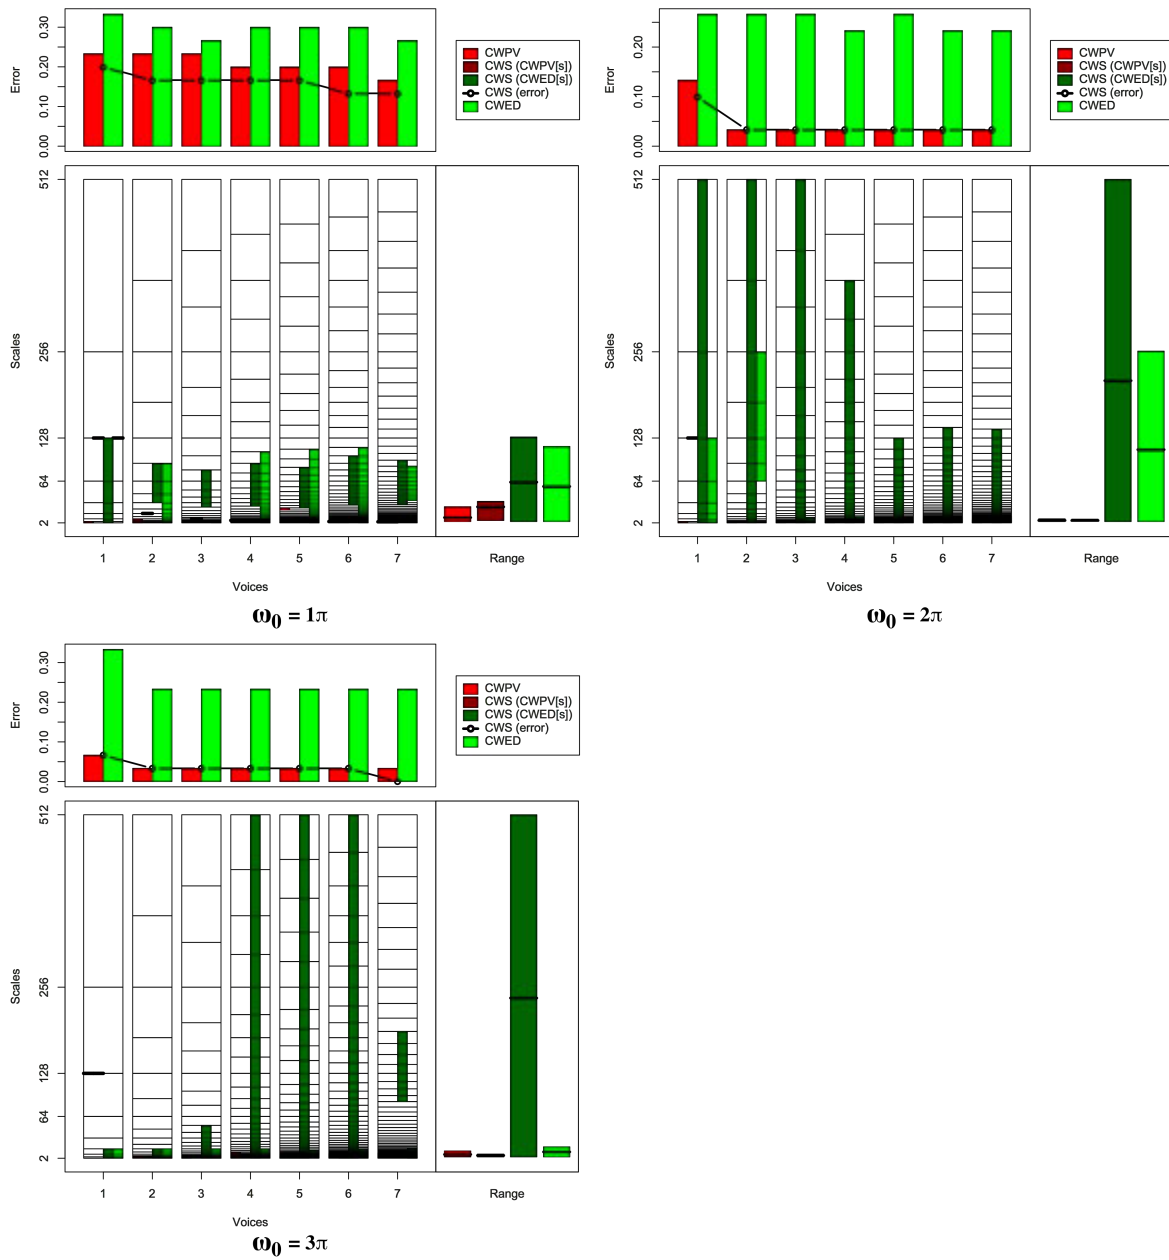 Error
0.00
0.10
0.20
0.30
CWPV
CWS (CWPV[s])
CWS (CWED[s])
CWS (error)
CWED
Scales
512
256
128
64
2
1 2 3 4 5 6 7
Range
Voices
ω0 = 1π
Error
0.00
0.10
0.20
CWPV
CWS (CWPV[s])
CWS (CWED[s])
CWS (error)
CWED
Scales
512
256
128
64
2
1 2 3 4 5 6 7
Range
Voices
ω0 = 2π
Error
0.00
0.10
0.20
0.30
CWPV
CWS (CWPV[s])
CWS (CWED[s])
CWS (error)
CWED
Scales
512
256
128
64
2
1 2 3 4 5 6 7
Range
Voices
ω0 = 3π